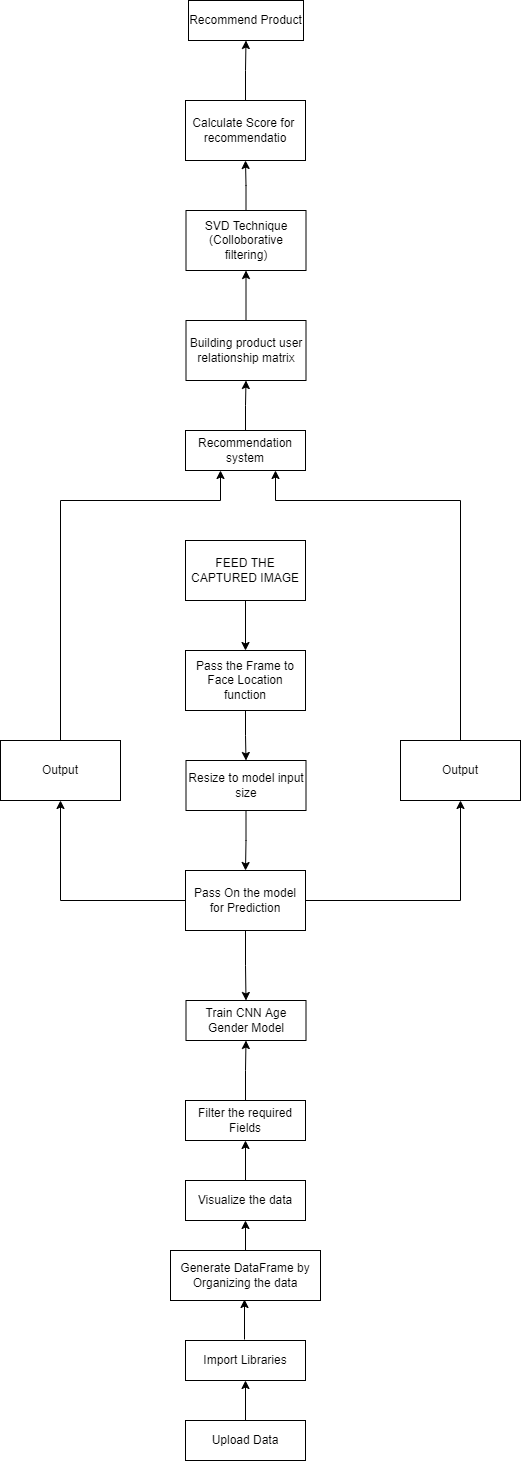 Recommend Product
Calculate Score for
recommendatio
SVD Technique
(Colloborative
filtering)
Building product user
relationship matrix
Recommendation
system
FEED THE
CAPTURED IMAGE
Pass the Frame to
Face Location
function
Output
Resize to model input
size
Output
Pass On the model
for Prediction
Train CNN Age
Gender Model
Filter the required
Fields
Visualize the data
Generate DataFrame by
Organizing the data
Import Libraries
Upload Data